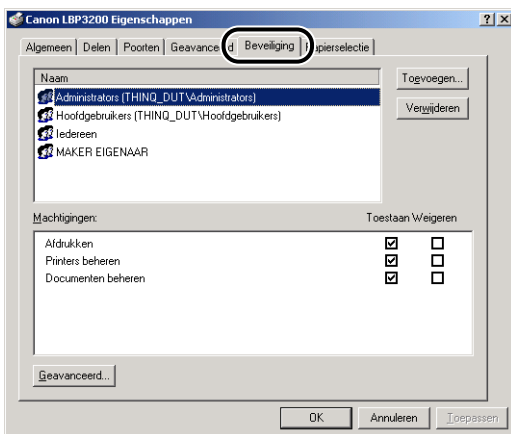 Canon LBP3200 Eigenschappen
Algemeen Delen Poorten Beveiliging
Naam
Toevoegen...
Administrators (THINQ_DUT\Administrators)
Hoofdgebruikers (THINQ_DUT\Hoofdgebruikers)
Verwijderen
Iedereen
MAKER EIGENAAR
Machtigingen: Toestaan Weigeren
Afdrukken
Printers beheren
Documenten beheren
Geavanceerd...
OK Annuleren Toepassen